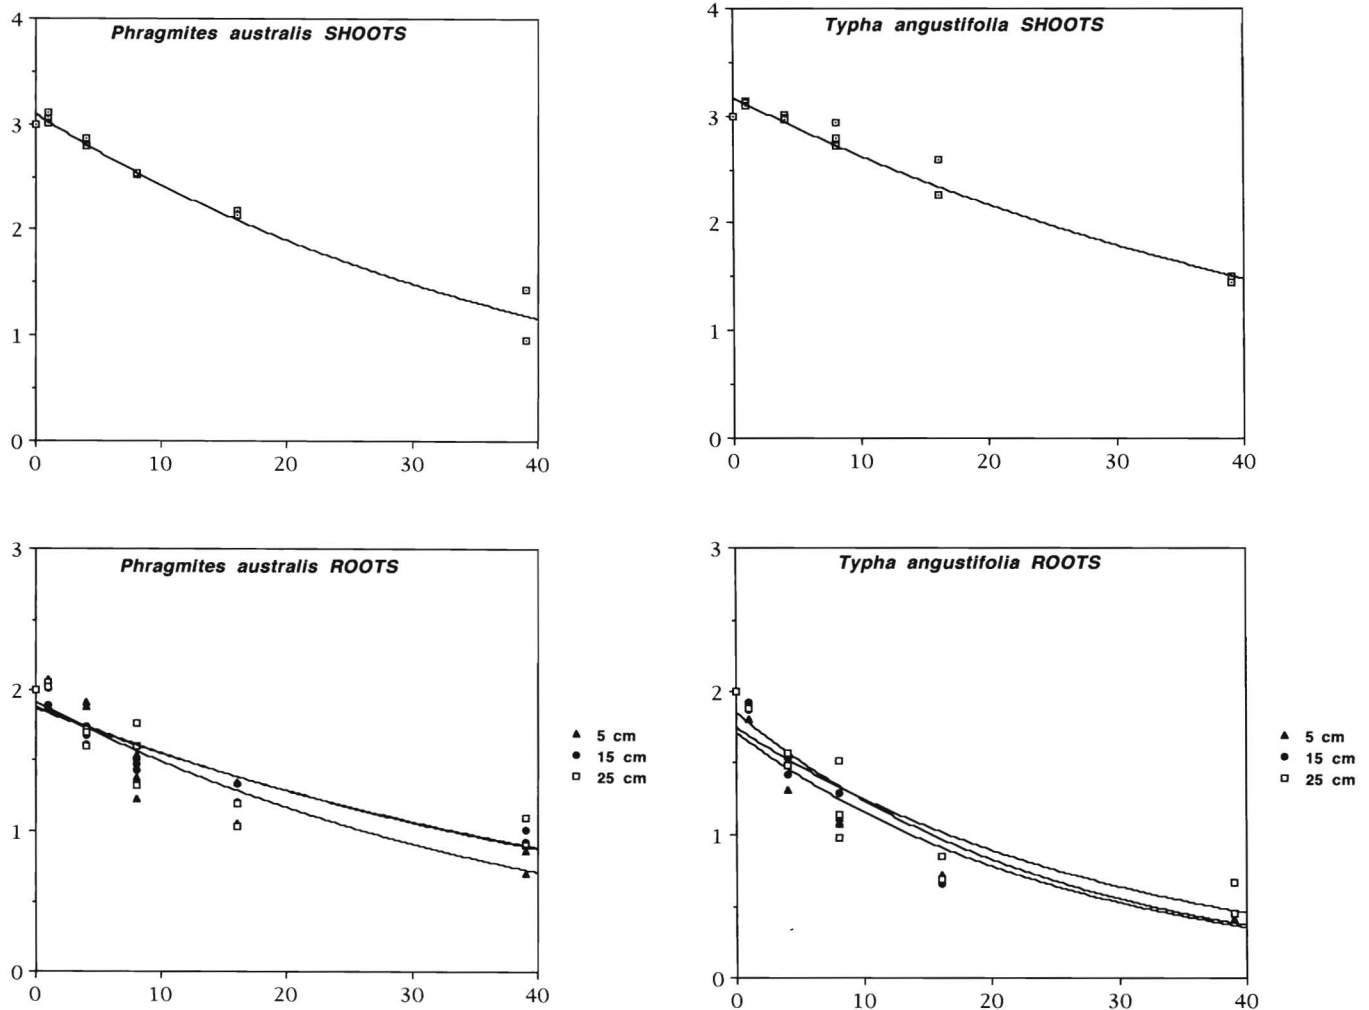 Phragmites australis SHOOTS
4
3
2
1
0
0 10 20 30 40
Typha angustifolia SHOOTS
4
3
2
1
0
0 10 20 30 40
Phragmites australis ROOTS
3
2
1
0
0 10 20 30 40
5 cm
15 cm
25 cm
Typha angustifolia ROOTS
3
2
1
0
0 10 20 30 40
5 cm
15 cm
25 cm